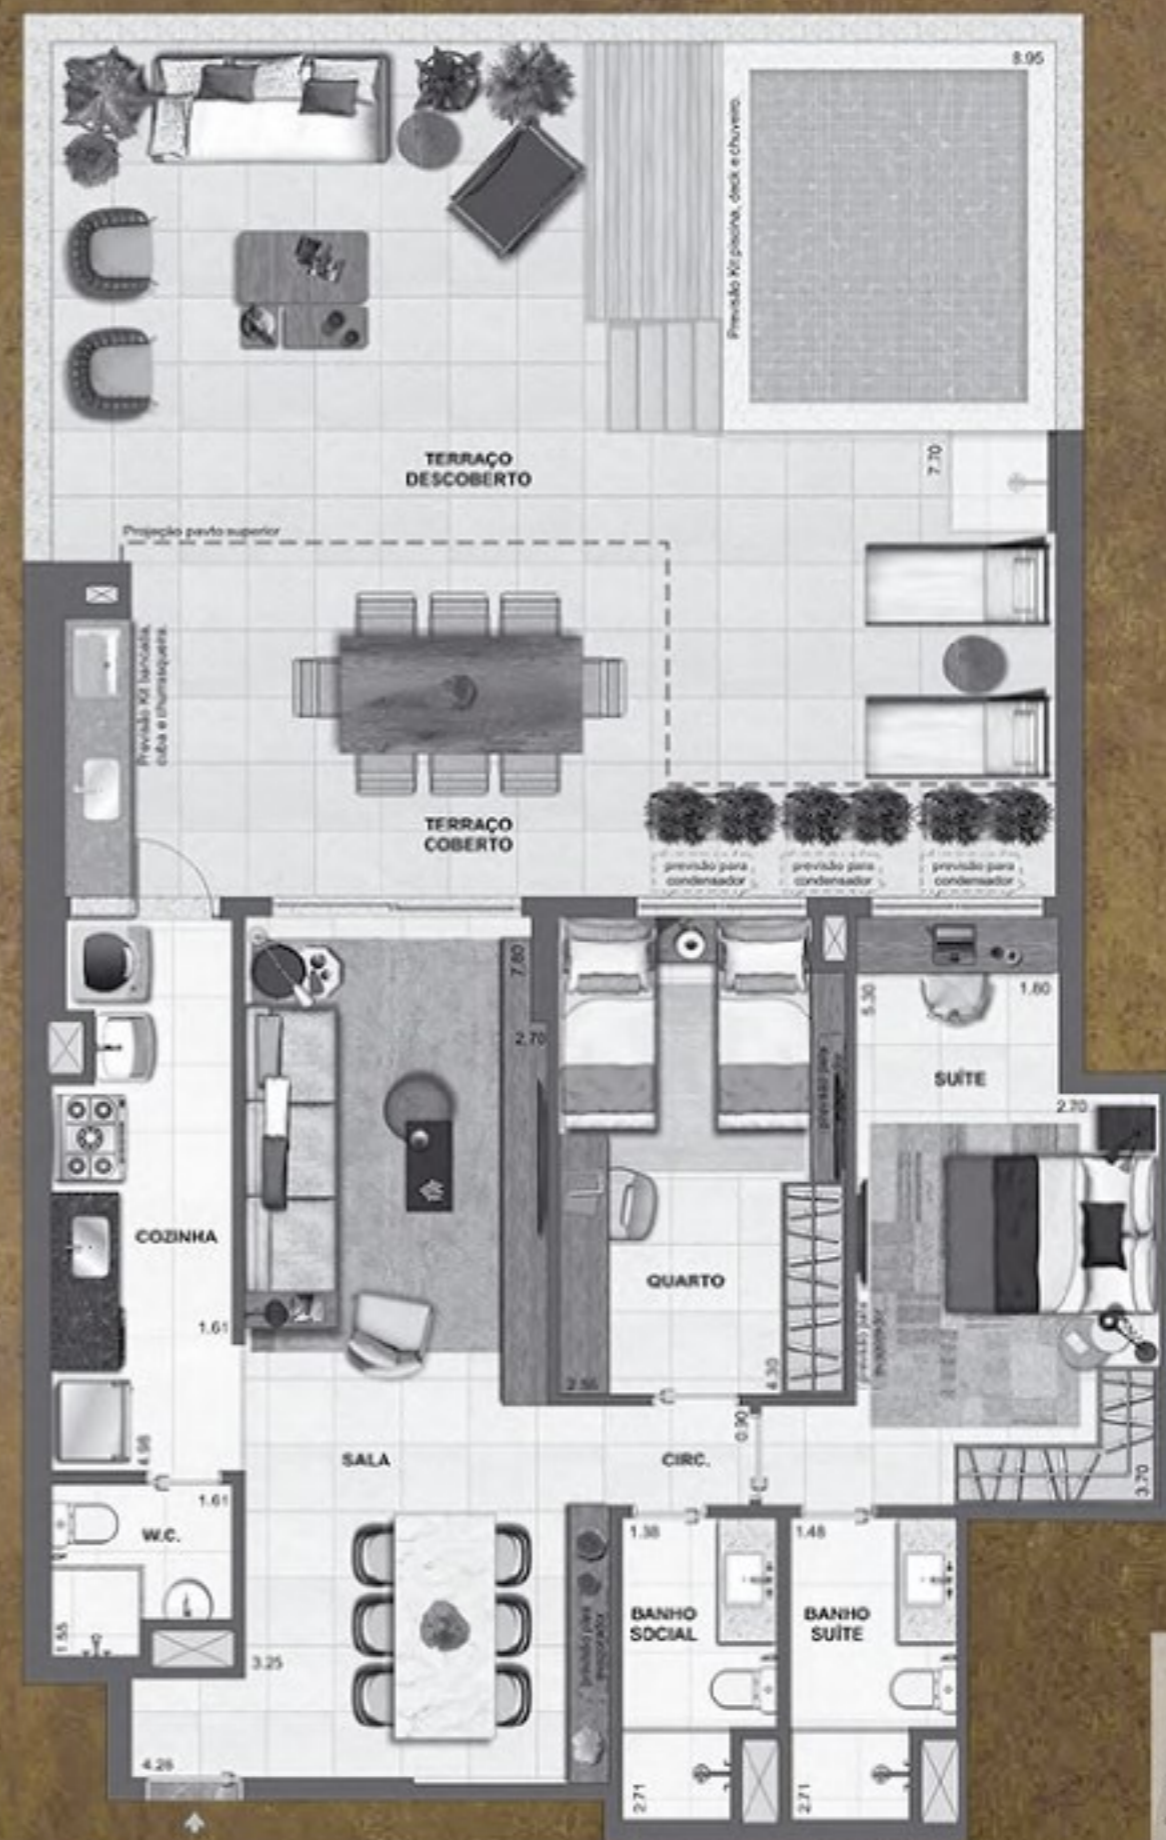 8.95
Previsão Kit piscina, deck e chuveiro.
TERRAÇO
DESCOBERTO
7.70
Projeção pavto superior
Previsão Kit bancada,
cuba e churrasqueira.
TERRAÇO
COBERTO
previsão para
condensador
previsão para
condensador
previsão para
condensador
7.80
5.30
1.80
2.70
SUÍTE
2.70
COZINHA
QUARTO
1.61
4.30
4.98
0.90
SALA
CIRC.
3.70
1.61
1.38
1.48
W.C.
BANHO
SOCIAL
BANHO
SUÍTE
1.55
3.25
previsão para
4.26
2.71
2.71